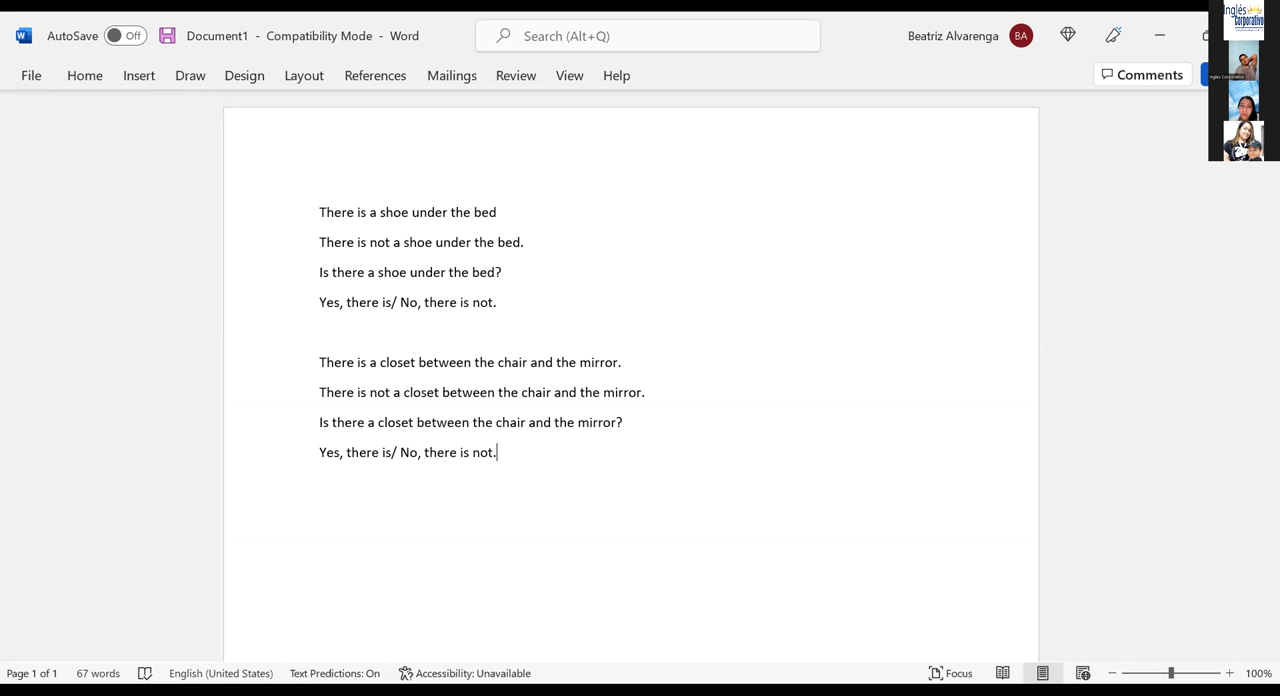 AutoSave Off Document1 - Compatibility Mode - Word Search (Alt+Q) Beatriz Alvarenga BA
File Home Insert Draw Design Layout References Mailings Review View Help Comments
Inglés
Corporativo
Ingles Corporativo
There is a shoe under the bed
There is not a shoe under the bed.
Is there a shoe under the bed?
Yes, there is/ No, there is not.
There is a closet between the chair and the mirror.
There is not a closet between the chair and the mirror.
Is there a closet between the chair and the mirror?
Yes, there is/ No, there is not.
Page 1 of 1 67 words English (United States) Text Predictions: On Accessibility: Unavailable Focus 100%